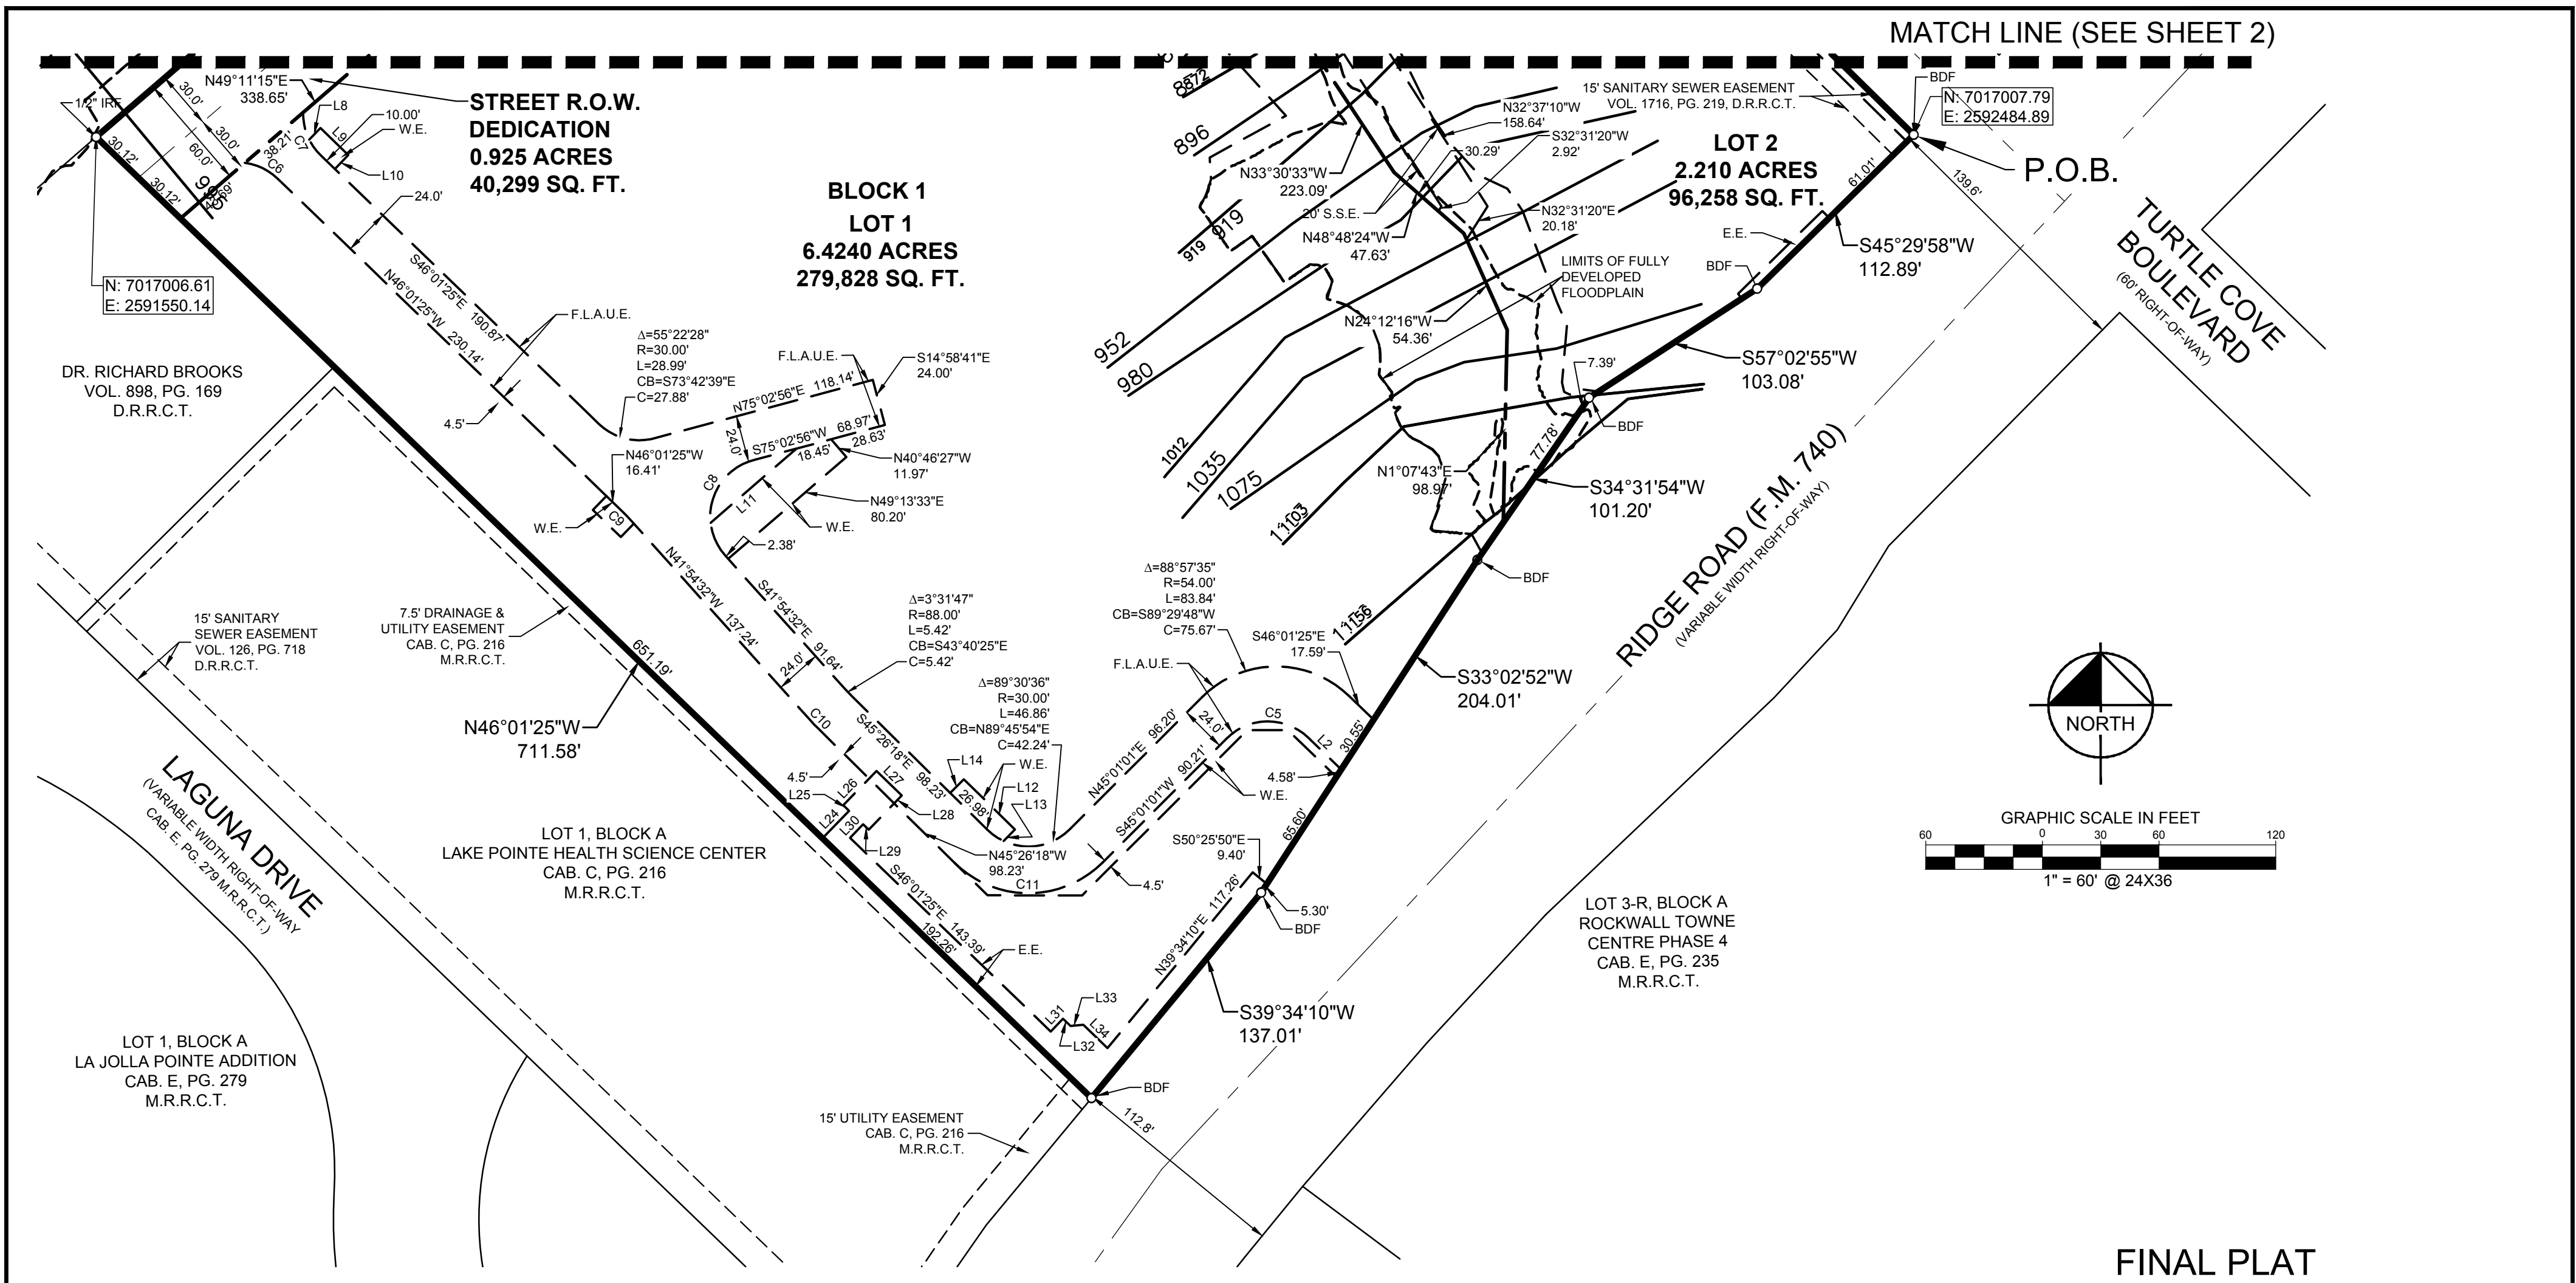 MATCH LINE (SEE SHEET 2)
1/2" IRF
N49°11'15"E
338.65'
L8
L9
10.00'
W.E.
L10
C7
C6
38.21'
30.0'
30.0'
60.0'
30.12'
30.12'
24.0'
STREET R.O.W.
DEDICATION
0.925 ACRES
40,299 SQ. FT.
BLOCK 1
LOT 1
6.4240 ACRES
279,828 SQ. FT.
N: 7017006.61
E: 2591550.14
S46°01'25"E 190.87'
N46°01'25"W 230.14'
F.L.A.U.E.
4.5'
DR. RICHARD BROOKS
VOL. 898, PG. 169
D.R.R.C.T.
Δ=55°22'28"
R=30.00'
L=28.99'
CB=S73°42'39"E
C=27.88'
F.L.A.U.E.
S14°58'41"E
24.00'
N75°02'56"E 118.14'
24.0'
S75°02'56"W 68.97'
18.45'
28.63'
N40°46'27"W
11.97'
N49°13'33"E
80.20'
W.E.
C8
L11
2.38'
N46°01'25"W
16.41'
W.E.
C9
896
919
919
952
980
1012
1035
1075
N32°37'10"W
158.64'
S32°31'20"W
2.92'
30.29'
N33°30'33"W
223.09'
20' S.S.E.
N48°48'24"W
47.63'
N32°31'20"E
20.18'
LIMITS OF FULLY
DEVELOPED
FLOODPLAIN
N24°12'16"W
54.36'
N1°07'43"E
98.97'
15' SANITARY SEWER EASEMENT
VOL. 1716, PG. 219, D.R.R.C.T.
LOT 2
2.210 ACRES
96,258 SQ. FT.
BDF
N: 7017007.79
E: 2592484.89
P.O.B.
61.01'
139.6'
E.E.
BDF
S45°29'58"W
112.89'
TURTLE COVE
BOULEVARD
(60' RIGHT-OF-WAY)
S57°02'55"W
103.08'
7.39'
BDF
77.78'
S34°31'54"W
101.20'
BDF
RIDGE ROAD (F.M. 740)
(VARIABLE WIDTH RIGHT-OF-WAY)
S33°02'52"W
204.01'
NORTH
GRAPHIC SCALE IN FEET
60 0 30 60 120
1" = 60' @ 24X36
15' SANITARY
SEWER EASEMENT
VOL. 126, PG. 718
D.R.R.C.T.
7.5' DRAINAGE &
UTILITY EASEMENT
CAB. C, PG. 216
M.R.R.C.T.
651.19'
N46°01'25"W
711.58'
N41°54'32"W 137.24'
S41°54'32"E 91.64'
24.0'
C10
Δ=3°31'47"
R=88.00'
L=5.42'
CB=S43°40'25"E
C=5.42'
Δ=89°30'36"
R=30.00'
L=46.86'
CB=N89°45'54"E
C=42.24'
Δ=88°57'35"
R=54.00'
L=83.84'
CB=S89°29'48"W
C=75.67'
S46°01'25"E
17.59'
F.L.A.U.E.
24.0'
C5
L2
30.55'
4.58'
W.E.
N45°01'01"E 96.20'
S45°01'01"W 90.21'
S45°26'18"E 98.23'
L14
W.E.
L12
L13
26.98'
4.5'
L25
L26
L27
L24
L28
L30
L29
N45°26'18"W
98.23'
C11
4.5'
65.60'
S50°25'50"E
9.40'
5.30'
BDF
N39°34'10"E 117.26'
S39°34'10"W
137.01'
S46°01'25"E 143.39'
192.26'
E.E.
L31
L33
L32
L34
BDF
112.8'
LAGUNA DRIVE
(VARIABLE WIDTH RIGHT-OF-WAY
CAB. E, PG. 279 M.R.R.C.T.)
LOT 1, BLOCK A
LAKE POINTE HEALTH SCIENCE CENTER
CAB. C, PG. 216
M.R.R.C.T.
LOT 3-R, BLOCK A
ROCKWALL TOWNE
CENTRE PHASE 4
CAB. E, PG. 235
M.R.R.C.T.
LOT 1, BLOCK A
LA JOLLA POINTE ADDITION
CAB. E, PG. 279
M.R.R.C.T.
15' UTILITY EASEMENT
CAB. C, PG. 216
M.R.R.C.T.
FINAL PLAT